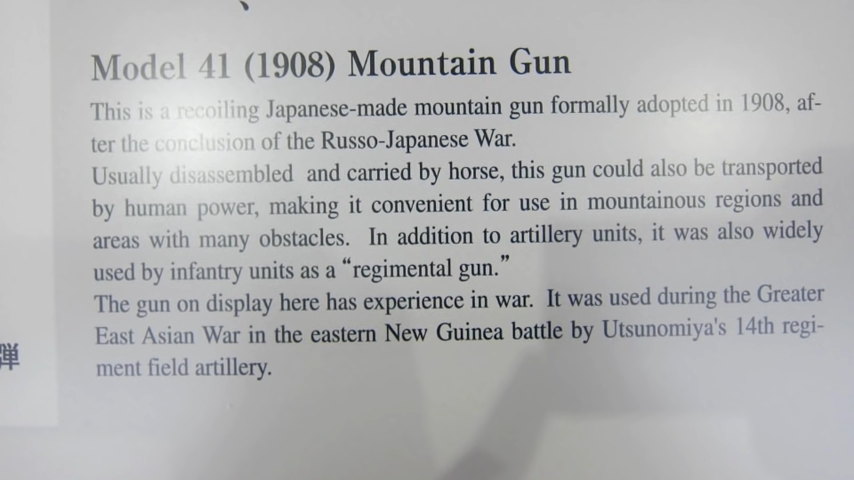 Model 41 (1908) Mountain Gun
This is a recoiling Japanese-made mountain gun formally adopted in 1908, af-
ter the conclusion of the Russo-Japanese War.
Usually disassembled and carried by horse, this gun could also be transported
by human power, making it convenient for use in mountainous regions and
areas with many obstacles. In addition to artillery units, it was also widely
used by infantry units as a “regimental gun.”
The gun on display here has experience in war. It was used during the Greater
East Asian War in the eastern New Guinea battle by Utsunomiya's 14th regi-
ment field artillery.
弾